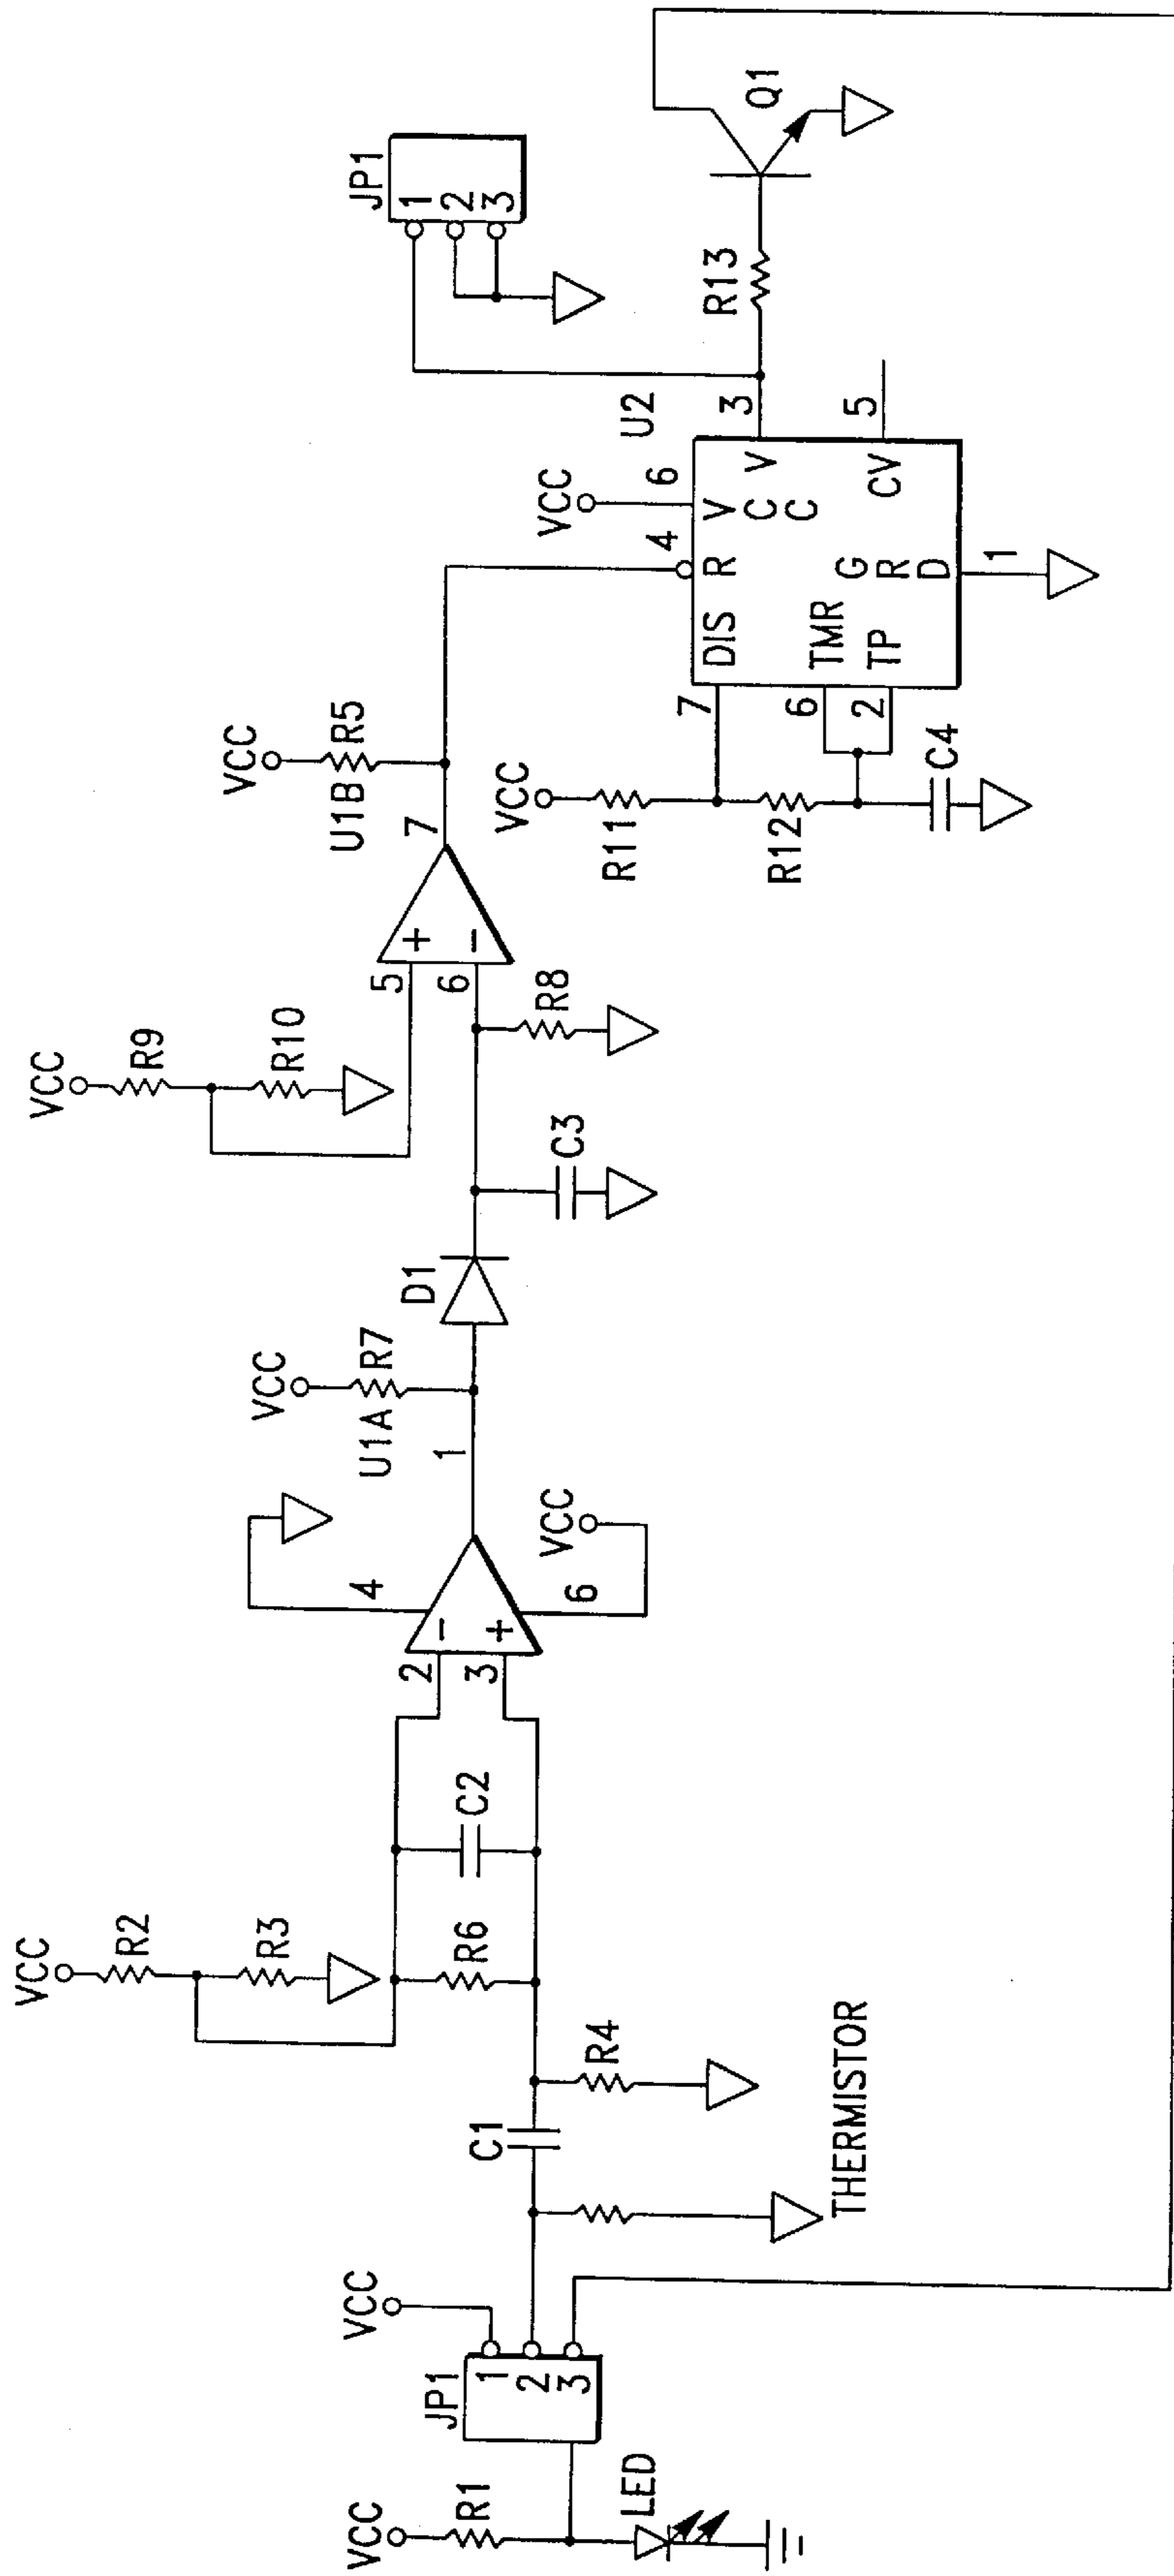 VCC
R1
LED
JP1
1
2
3
VCC
THERMISTOR
C1
R4
VCC
R2
R3
R6
C2
2
3
-
+
4
6
VCC
1
U1A
VCC
R7
D1
C3
VCC
R9
R10
R8
5
6
+
-
7
U1B
VCC
R5
VCC
R11
R12
C4
7
6
2
DIS
TMR
TP
R
4
VCC
6
V
C
C
G
R
D
1
V
CV
3
5
U2
R13
JP1
1
2
3
Q1